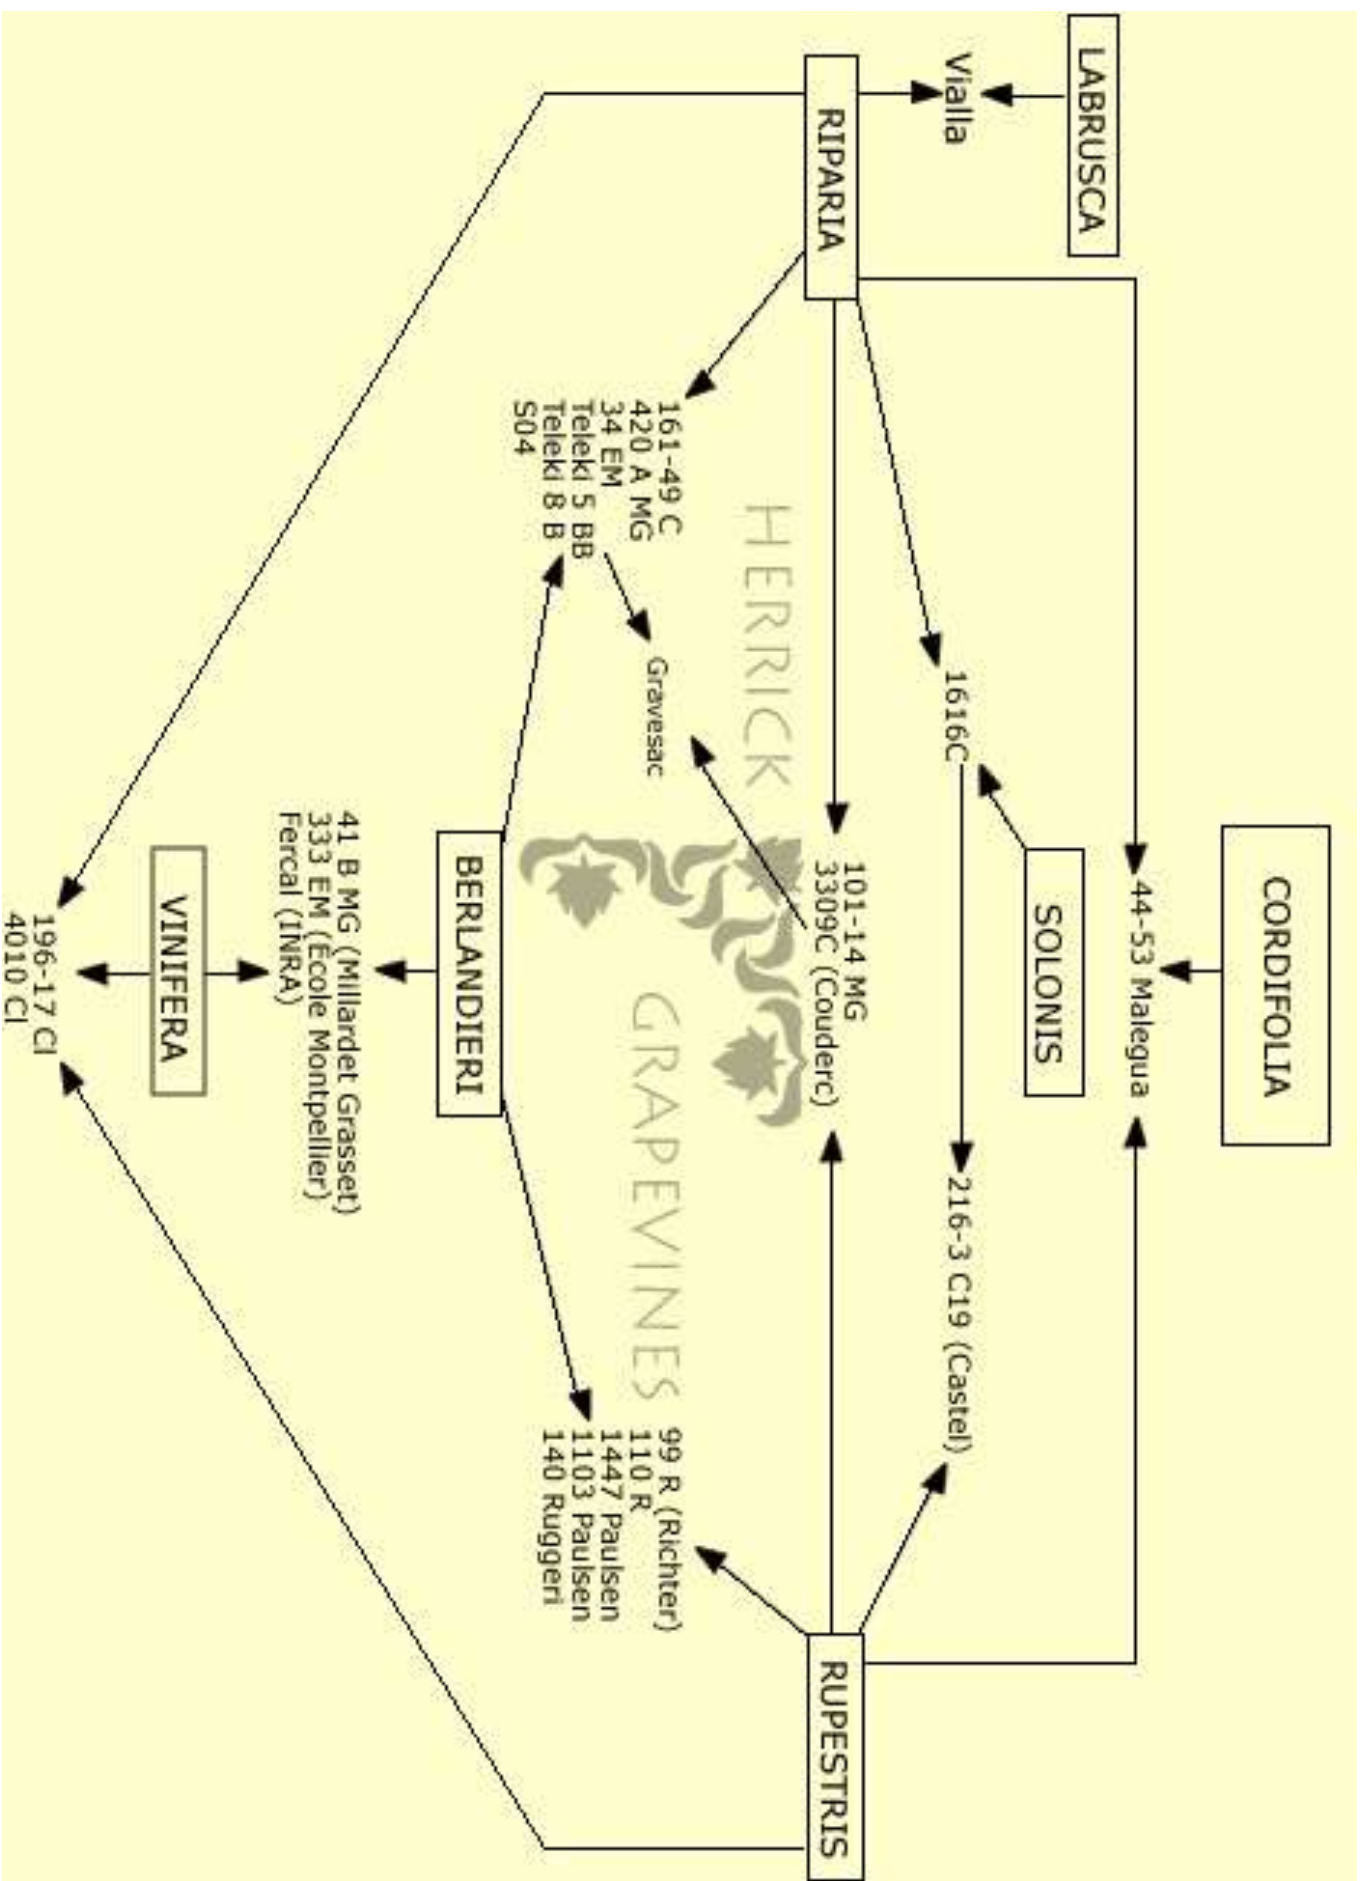 CORDIFOLIA
LABRUSCA
Vialla
44-53 Malegua
SOLONIS
1616C
216-3 C19 (Castel)
RIPARIA
RUPESTRIS
101-14 MG
3309C (Couderc)
HERRICK
GRAPEVINES
161-49 C
420 A MG
34 EM
Teleki 5 BB
Teleki 8 B
S04
Gravesac
99 R (Richter)
110 R
1447 Paulsen
1103 Paulsen
140 Ruggeri
BERLANDIERI
41 B MG (Millardet Grasset)
333 EM (École Montpellier)
Fercal (INRA)
VINIFERA
196-17 Cl
4010 Cl